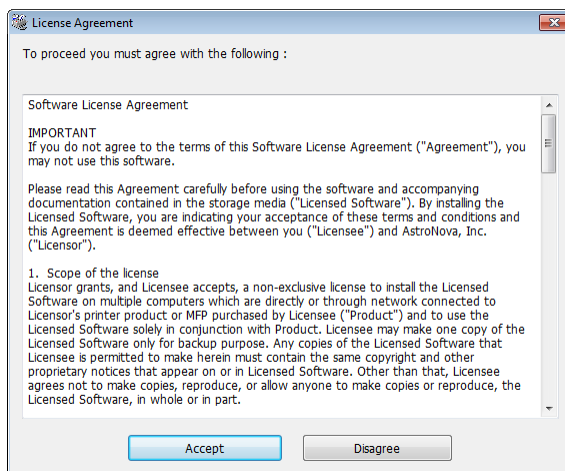 License Agreement
To proceed you must agree with the following :
Software License Agreement
IMPORTANT
If you do not agree to the terms of this Software License Agreement ("Agreement"), you
may not use this software.
Please read this Agreement carefully before using the software and accompanying
documentation contained in the storage media ("Licensed Software"). By installing the
Licensed Software, you are indicating your acceptance of these terms and conditions and
this Agreement is deemed effective between you ("Licensee") and AstroNova, Inc.
("Licensor").
1.  Scope of the license
Licensor grants, and Licensee accepts, a non-exclusive license to install the Licensed
Software on multiple computers which are directly or through network connected to
Licensor's printer product or MFP purchased by Licensee ("Product") and to use the
Licensed Software solely in conjunction with Product. Licensee may make one copy of the
Licensed Software only for backup purpose. Any copies of the Licensed Software that
Licensee is permitted to make herein must contain the same copyright and other
proprietary notices that appear on or in Licensed Software. Other than that, Licensee
agrees not to make copies, reproduce, or allow anyone to make copies or reproduce, the
Licensed Software, in whole or in part.
Accept
Disagree